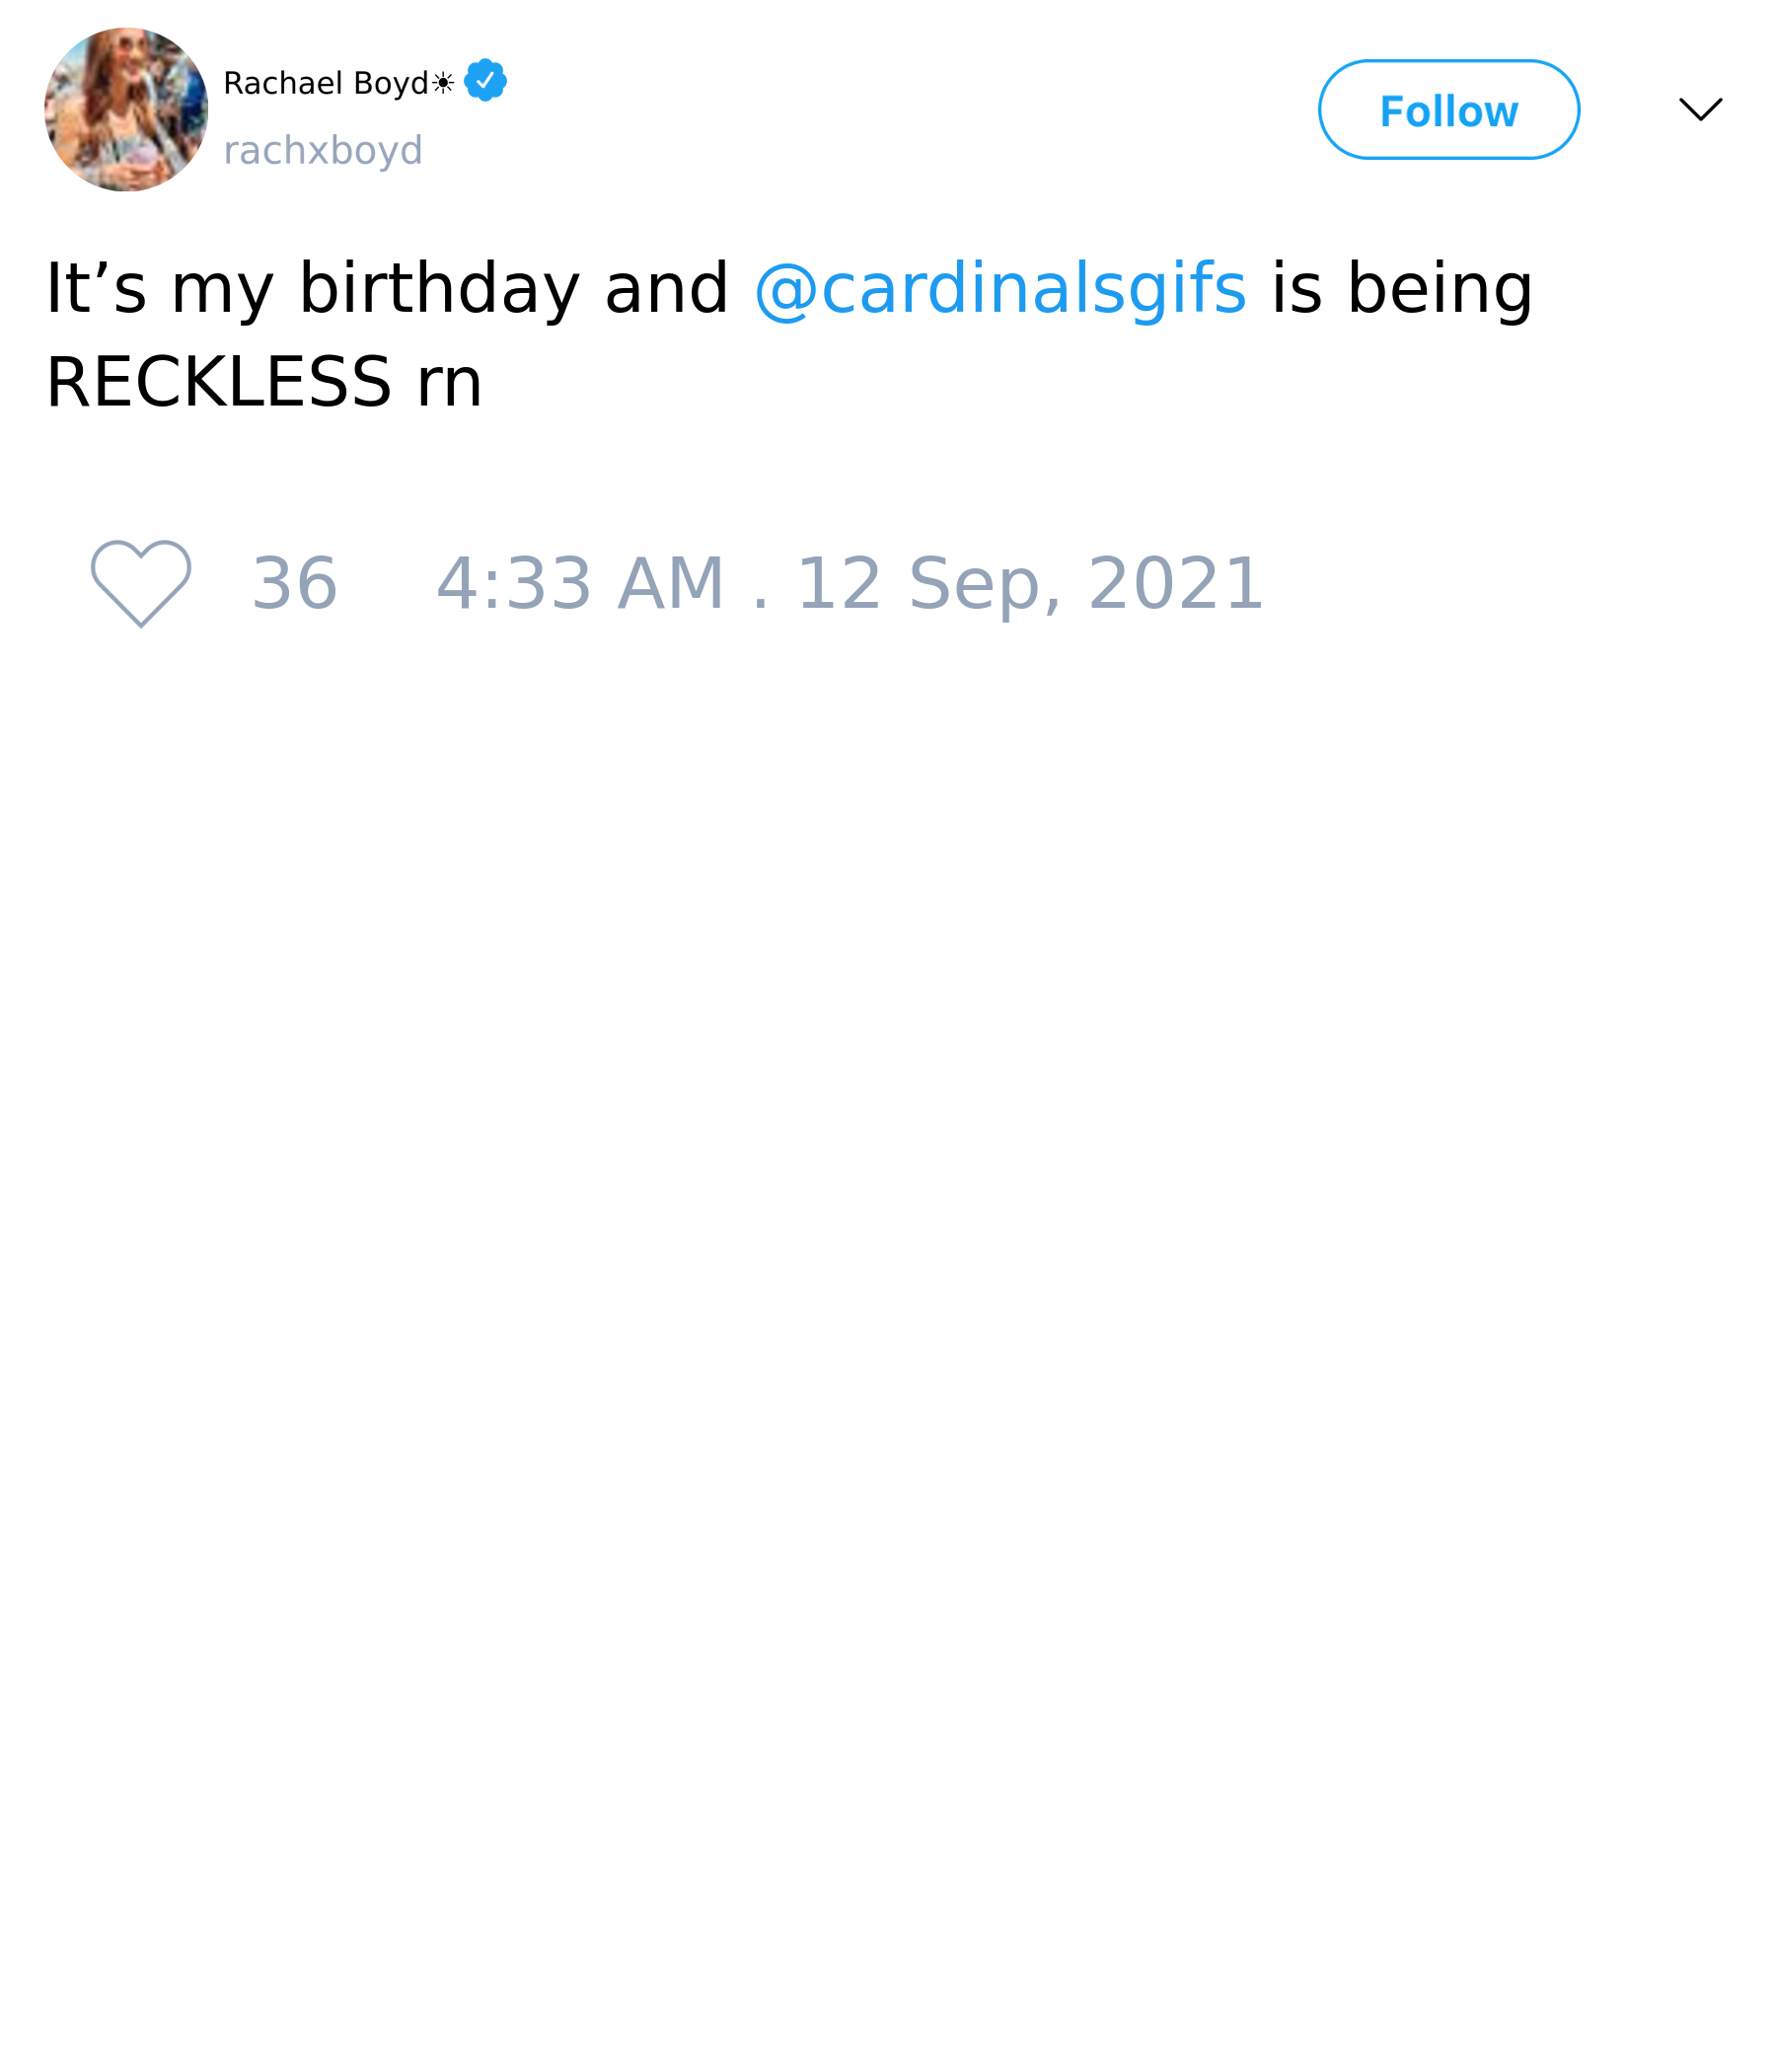 Rachael Boyd☀
rachxboyd
Follow
It’s my birthday and @cardinalsgifs is being
RECKLESS rn
36 4:33 AM . 12 Sep, 2021